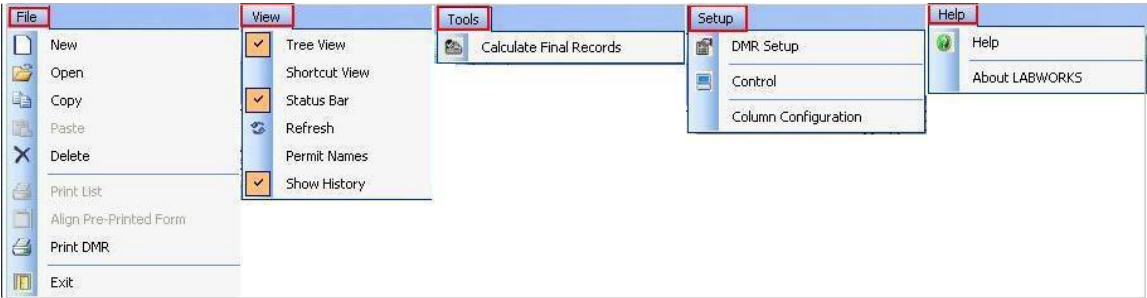 File
New
Open
Copy
Paste
Delete
Print List
Align Pre-Printed Form
Print DMR
Exit
View
Tree View
Shortcut View
Status Bar
Refresh
Permit Names
Show History
Tools
Calculate Final Records
Setup
DMR Setup
Control
Column Configuration
Help
Help
About LABWORKS